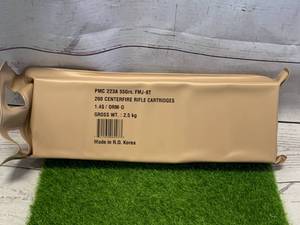 PMC 223A 55Grs. FMJ-BT
200 CENTERFIRE RIFLE CARTRIDGES
1.4S / ORM-D
GROSS WT. : 2.5 kg
Made in R.O. Korea